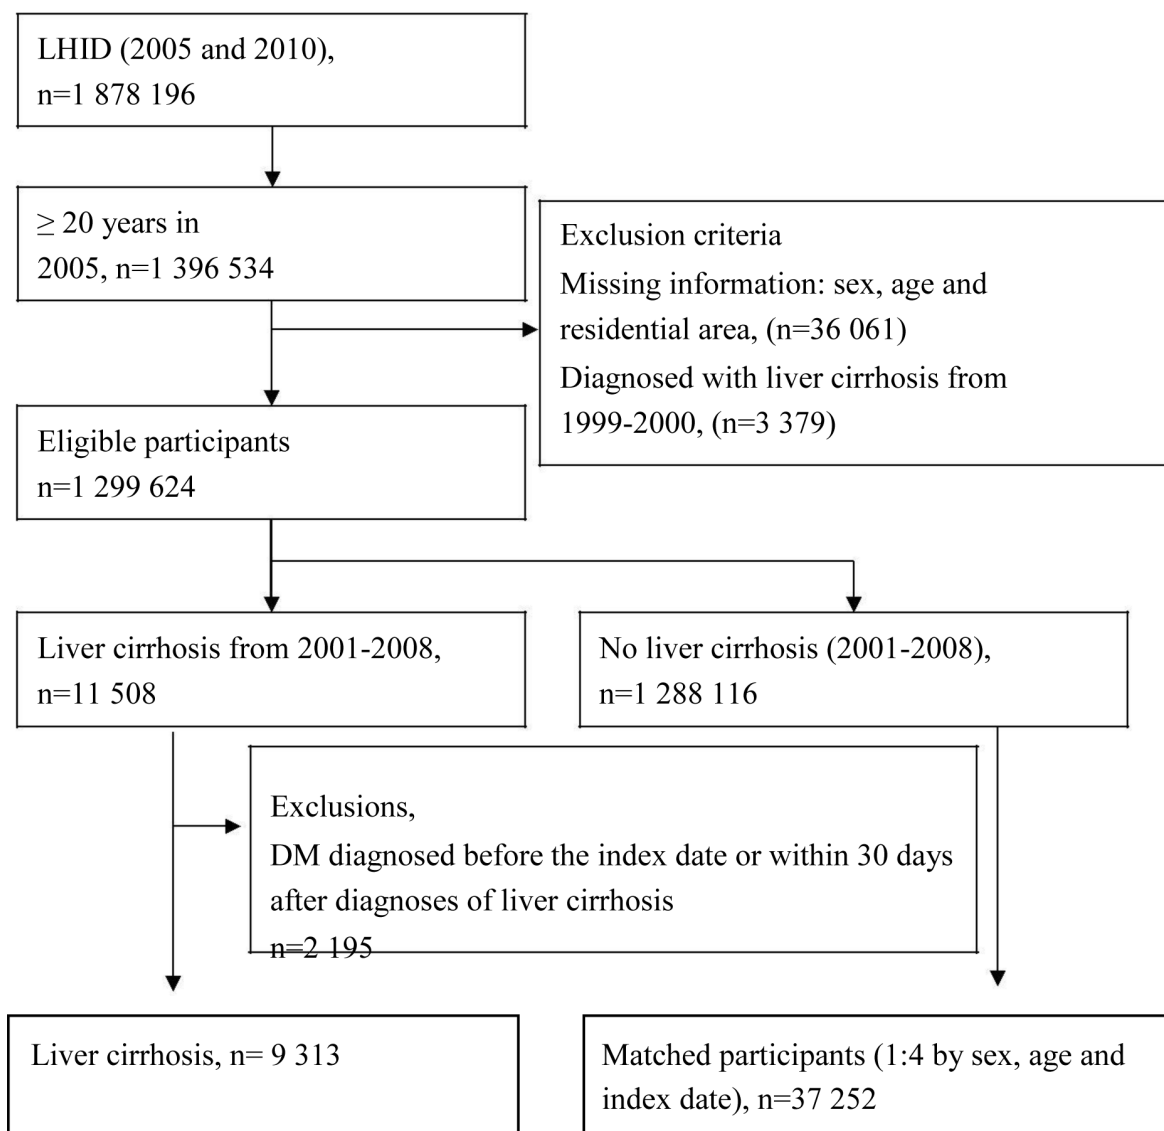 LHID (2005 and 2010),
n=1 878 196
≥ 20 years in
2005, n=1 396 534
Exclusion criteria
Missing information: sex, age and
residential area, (n=36 061)
Diagnosed with liver cirrhosis from
1999-2000, (n=3 379)
Eligible participants
n=1 299 624
Liver cirrhosis from 2001-2008,
n=11 508
No liver cirrhosis (2001-2008),
n=1 288 116
Exclusions,
DM diagnosed before the index date or within 30 days
after diagnoses of liver cirrhosis
n=2 195
Liver cirrhosis, n= 9 313
Matched participants (1:4 by sex, age and
index date), n=37 252